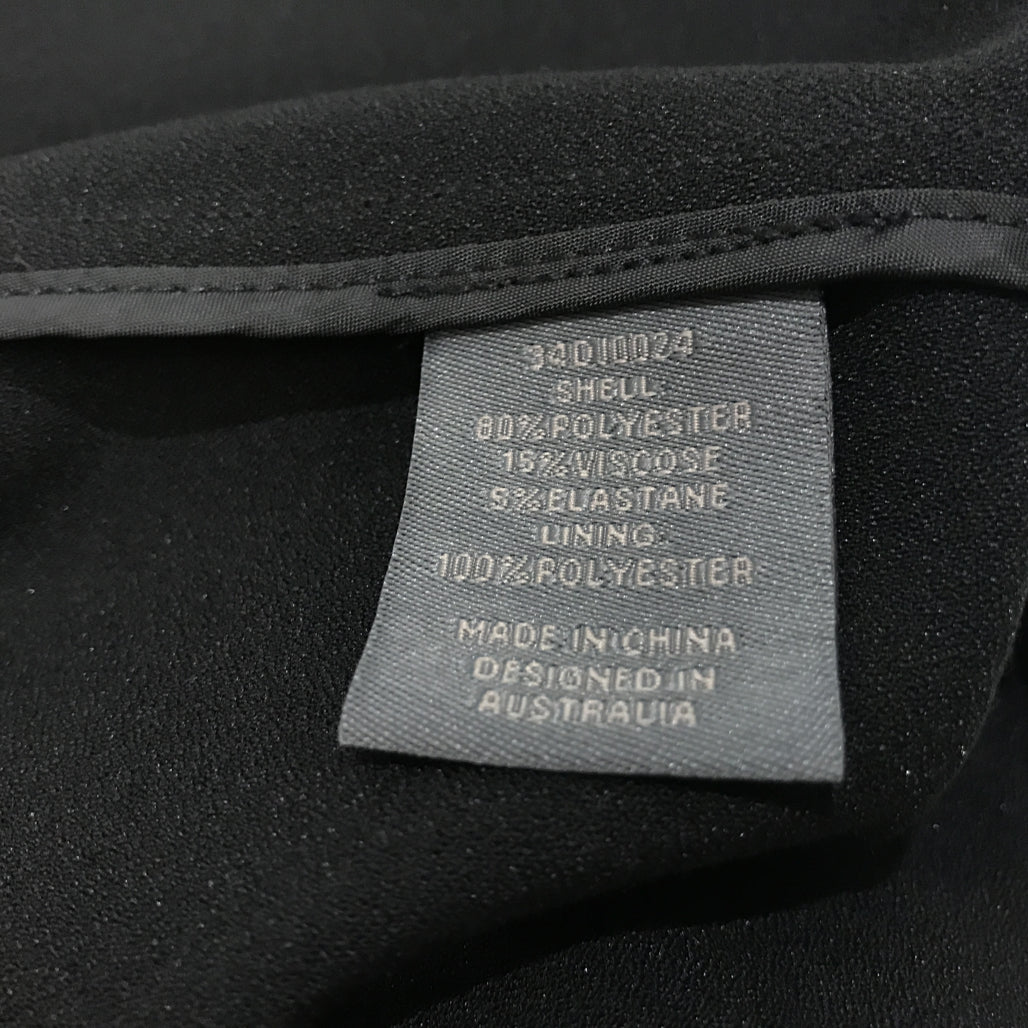 34D10024
SHELL:
80%POLYESTER
15%VISCOSE
5%ELASTANE
LINING:
100%POLYESTER
MADE IN CHINA
DESIGNED IN
AUSTRALIA